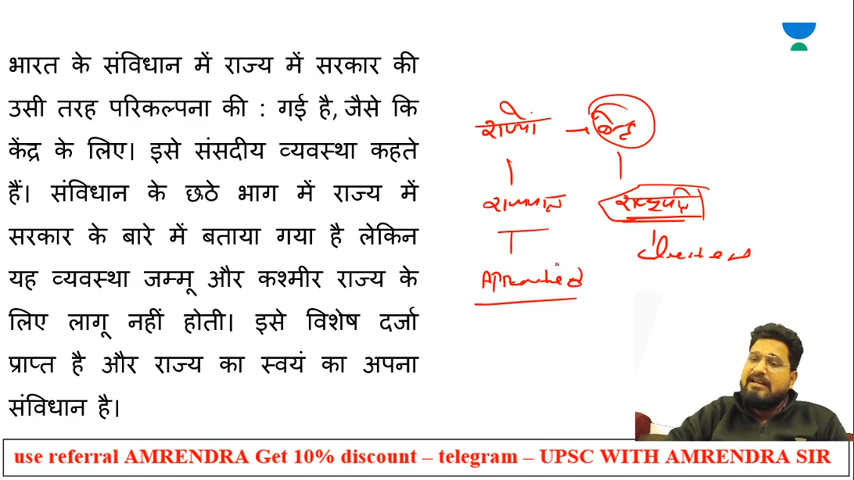 भारत के संविधान में राज्य में सरकार की
उसी तरह परिकल्पना की : गई है, जैसे कि
केंद्र के लिए। इसे संसदीय व्यवस्था कहते
हैं। संविधान के छठे भाग में राज्य में
सरकार के बारे में बताया गया है लेकिन
यह व्यवस्था जम्मू और कश्मीर राज्य के
लिए लागू नहीं होती। इसे विशेष दर्जा
प्राप्त है और राज्य का स्वयं का अपना
संविधान है।
राज्यों
राज्यपाल
राष्ट्रपति
use referral AMRENDRA Get 10% discount – telegram – UPSC WITH AMRENDRA SIR